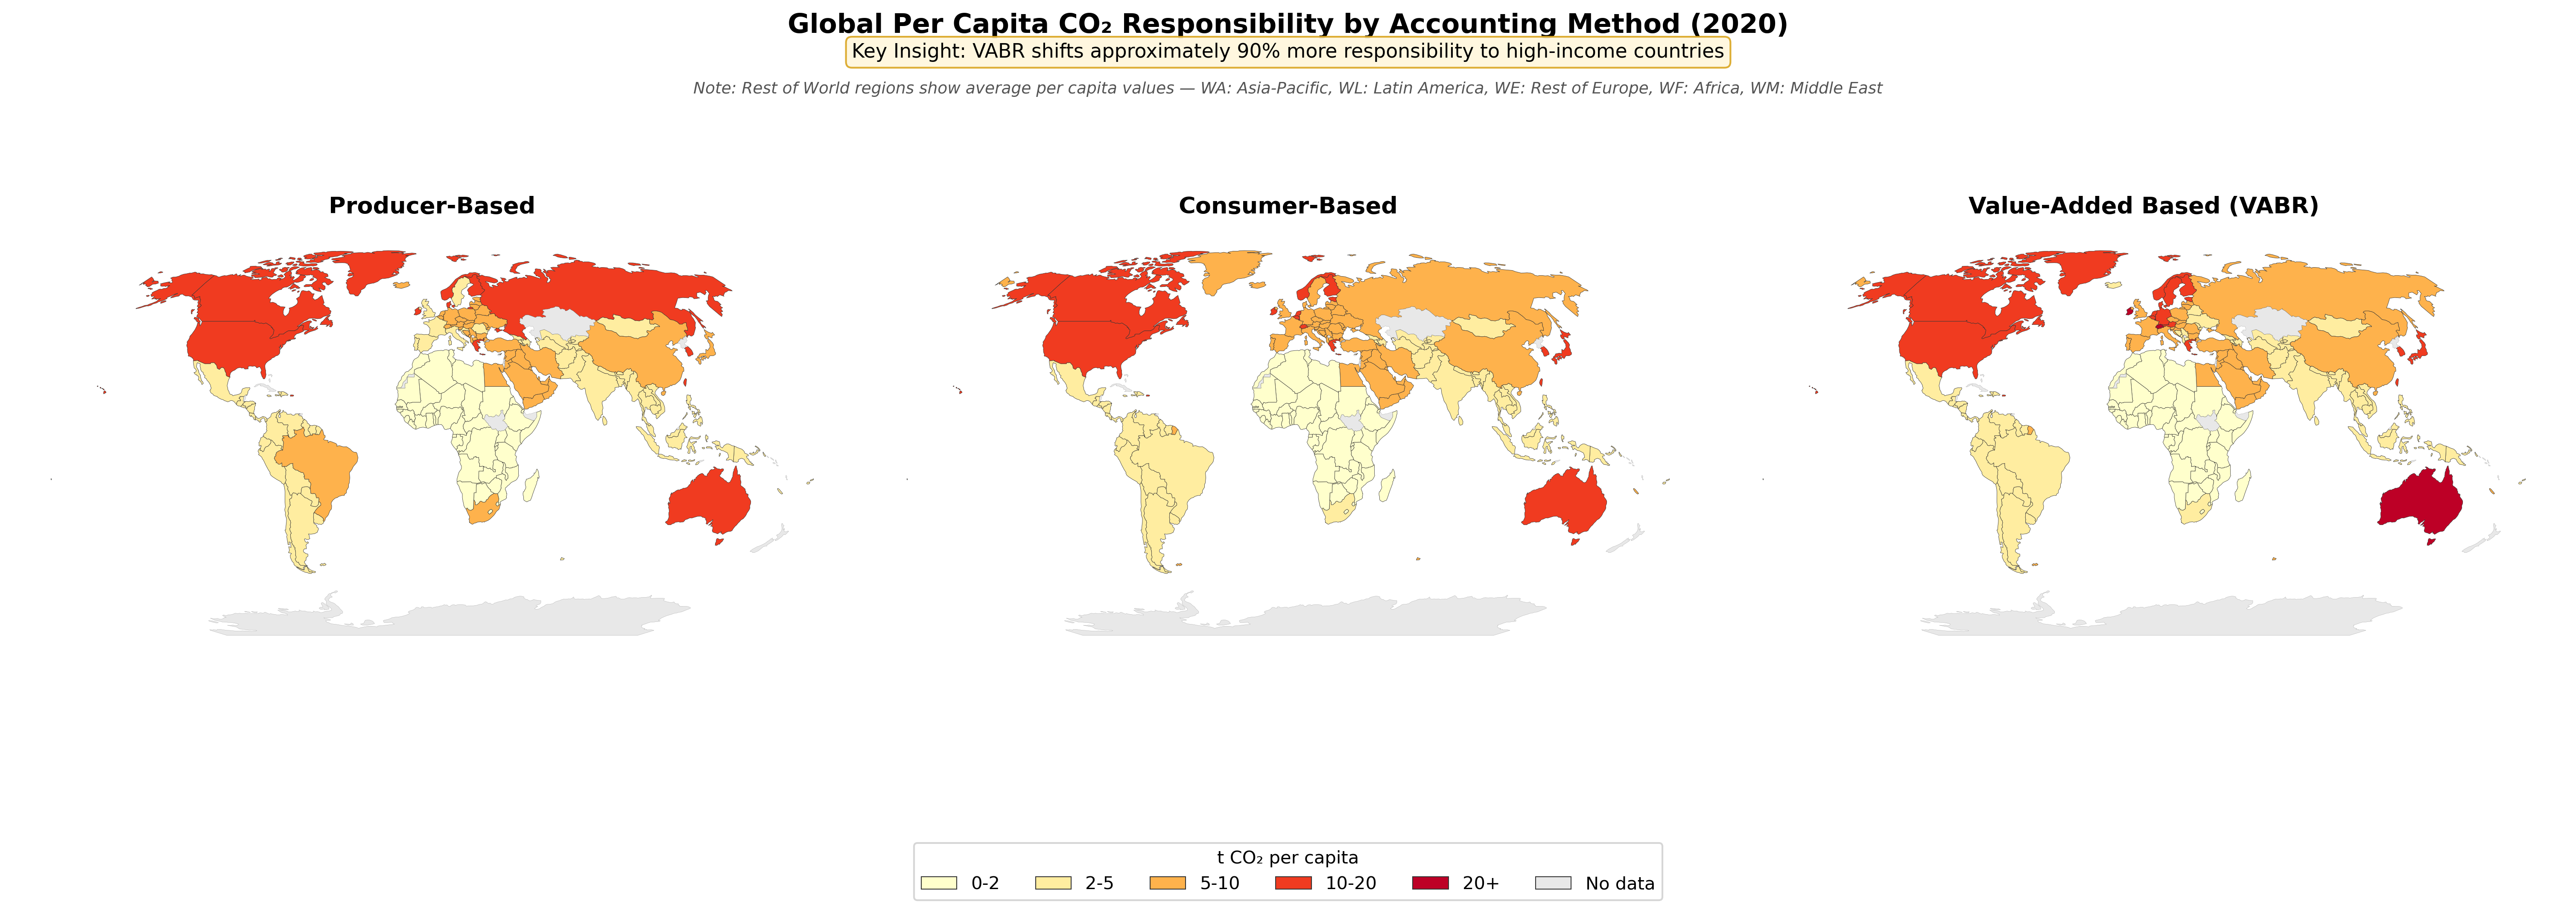 Global Per Capita CO₂ Responsibility by Accounting Method (2020)
Key Insight: VABR shifts approximately 90% more responsibility to high-income countries
Note: Rest of World regions show average per capita values — WA: Asia-Pacific, WL: Latin America, WE: Rest of Europe, WF: Africa, WM: Middle East
Producer-Based
Consumer-Based
Value-Added Based (VABR)
t CO₂ per capita
0-2
2-5
5-10
10-20
20+
No data